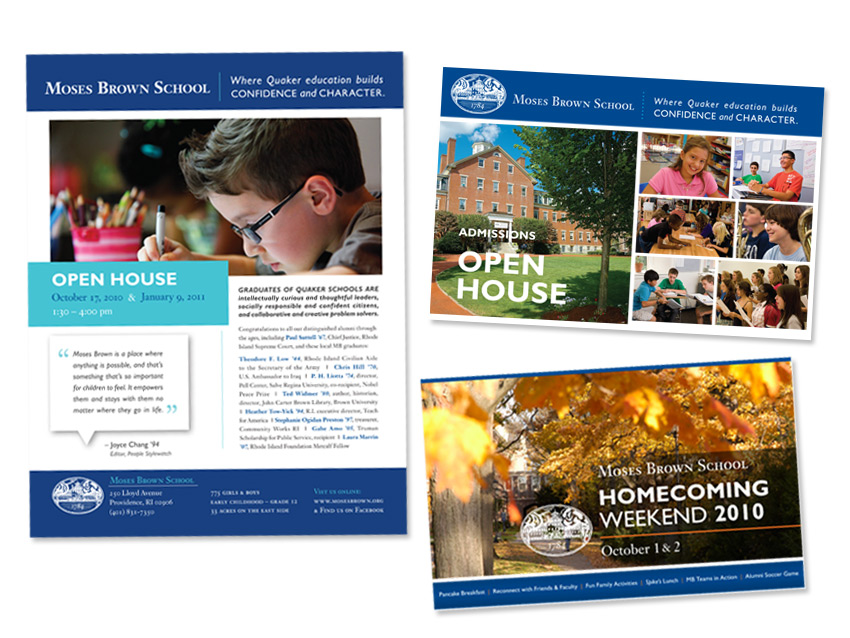 MOSES BROWN SCHOOL
Where Quaker education builds
CONFIDENCE and CHARACTER.
OPEN HOUSE
October 17, 2010 & January 9, 2011
1:30 – 4:00 pm
“ Moses Brown is a place where
anything is possible, and that's
something that's so important
for children to feel. It empowers
them and stays with them no
matter where they go in life. ”
– Joyce Chang '94
Editor, People Stylewatch
GRADUATES OF QUAKER SCHOOLS ARE
intellectually curious and thoughtful leaders,
socially responsible and confident citizens,
and collaborative and creative problem solvers.
Congratulations to all our distinguished alumni through
the ages, including Paul Suttell '67, Chief Justice, Rhode
Island Supreme Court, and these local MB graduates:
Theodore F. Low '44, Rhode Island Civilian Aide
to the Secretary of the Army | Chris Hill '70,
U.S. Ambassador to Iraq | P. H. Liotta '74, director,
Pell Center, Salve Regina University, co-recipient, Nobel
Peace Prize | Ted Widmer '80, author, historian,
director, John Carter Brown Library, Brown University
| Heather Tow-Yick '94, R.I. executive director, Teach
for America | Stephanie Ogidan Preston '97, treasurer,
Community Works RI | Gabe Amo '05, Truman
Scholarship for Public Service, recipient | Laura Marria
'97, Rhode Island Foundation Metcalf Fellow
1784
MOSES BROWN SCHOOL
250 Lloyd Avenue
Providence, RI 02906
(401) 831-7350
775 GIRLS & BOYS
EARLY CHILDHOOD – GRADE 12
33 ACRES ON THE EAST SIDE
VISIT US ONLINE:
WWW.MOSESBROWN.ORG
& FIND US ON FACEBOOK
1784
MOSES BROWN SCHOOL
Where Quaker education builds
CONFIDENCE and CHARACTER.
ADMISSIONS
OPEN
HOUSE
MOSES BROWN SCHOOL
HOMECOMING
WEEKEND 2010
1784
October 1 & 2
Pancake Breakfast | Reconnect with Friends & Faculty | Fun Family Activities | Sjoke's Lunch | MB Teams in Action | Alumni Soccer Game